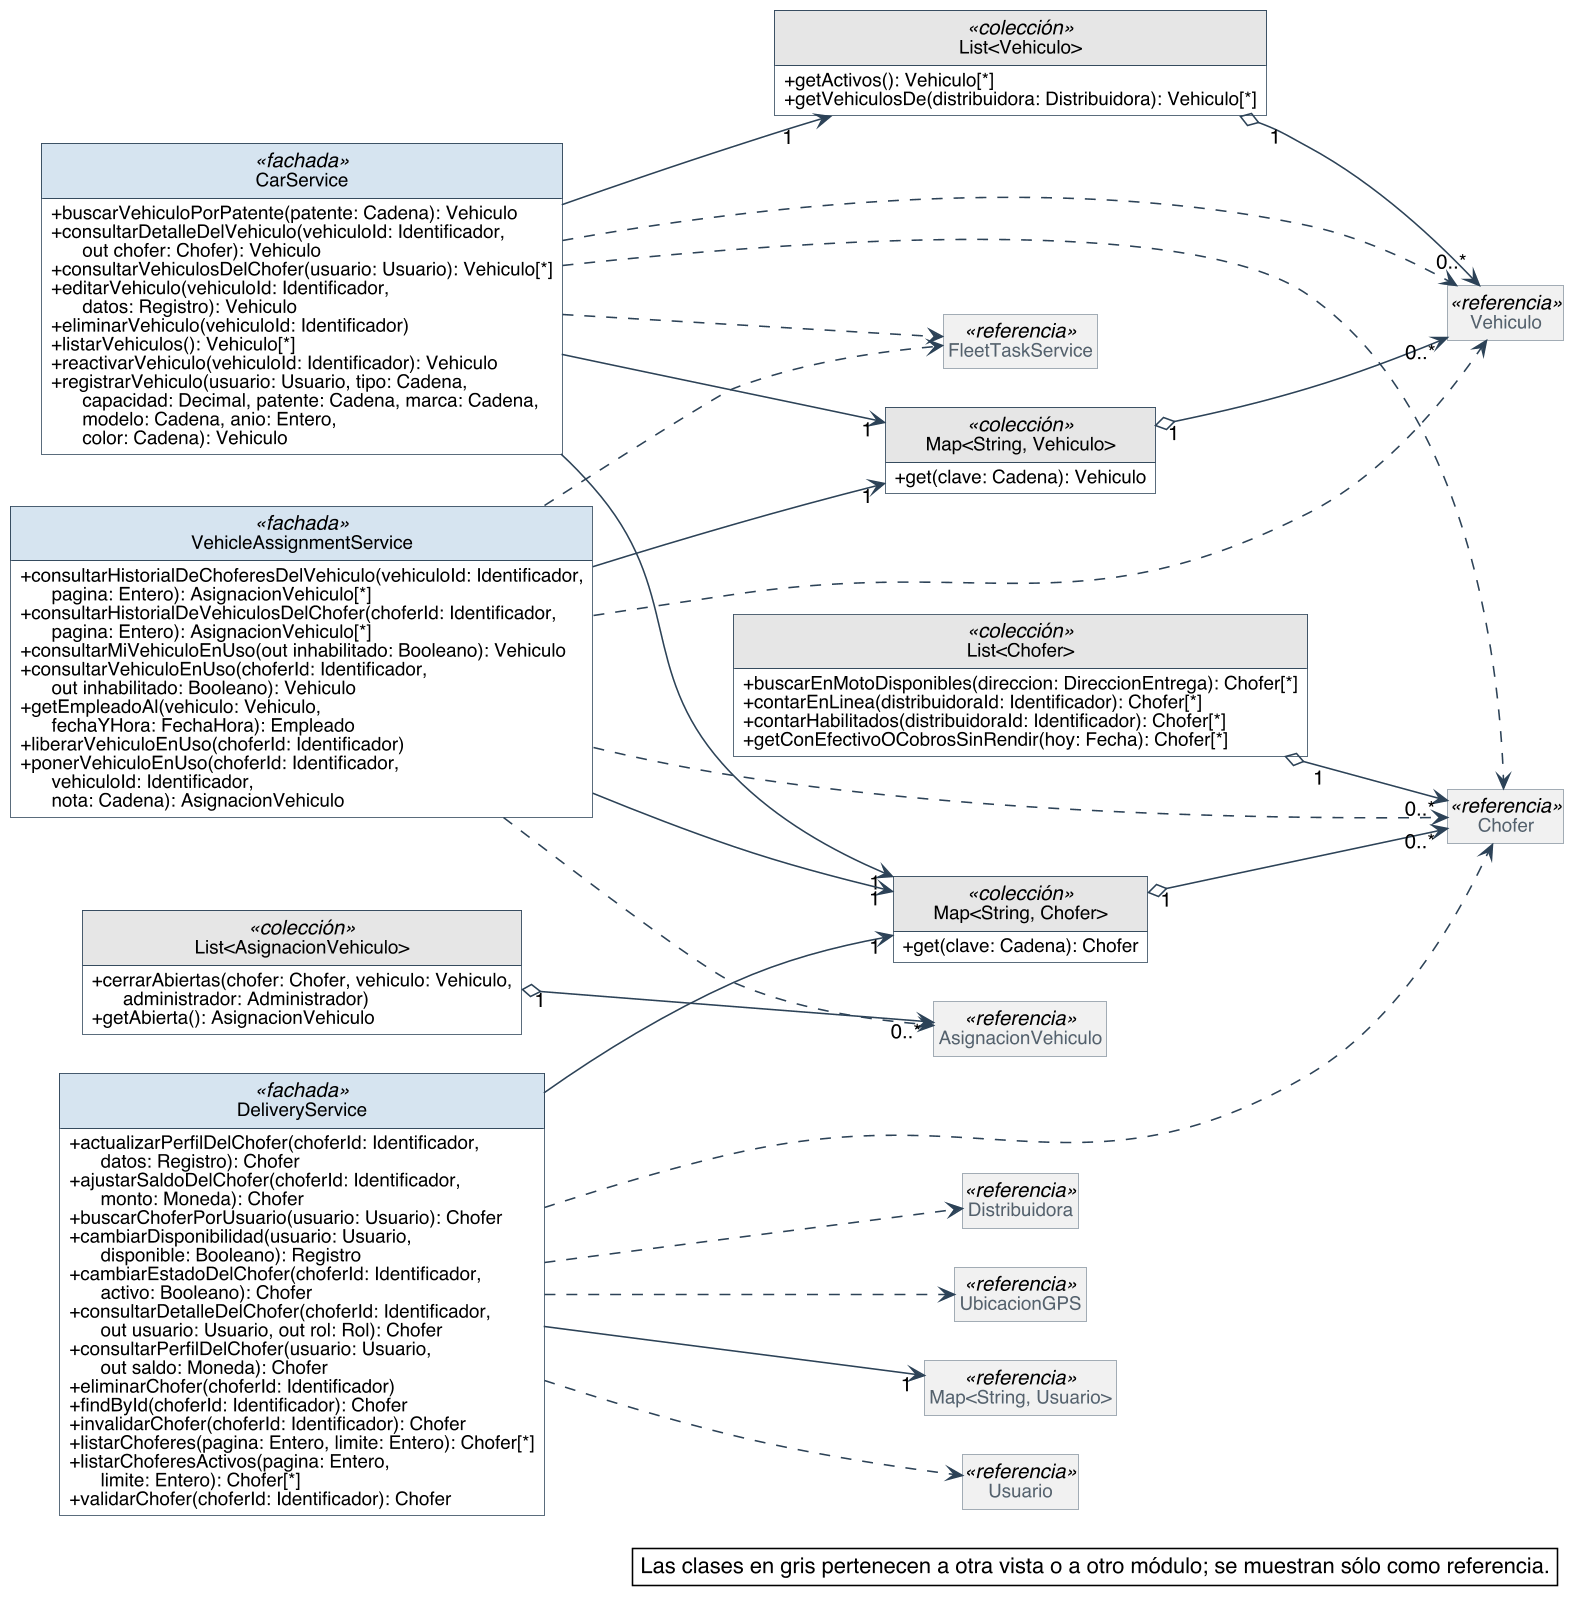 «colección»
List<Vehiculo>
+getActivos(): Vehiculo[*]
+getVehiculosDe(distribuidora: Distribuidora): Vehiculo[*]
1
1
«fachada»
CarService
+buscarVehiculoPorPatente(patente: Cadena): Vehiculo
+consultarDetalleDelVehiculo(vehiculoId: Identificador,
out chofer: Chofer): Vehiculo
+consultarVehiculosDelChofer(usuario: Usuario): Vehiculo[*]
+editarVehiculo(vehiculoId: Identificador,
datos: Registro): Vehiculo
+eliminarVehiculo(vehiculoId: Identificador)
+listarVehiculos(): Vehiculo[*]
+reactivarVehiculo(vehiculoId: Identificador): Vehiculo
+registrarVehiculo(usuario: Usuario, tipo: Cadena,
capacidad: Decimal, patente: Cadena, marca: Cadena,
modelo: Cadena, anio: Entero,
color: Cadena): Vehiculo
0..*
«referencia»
Vehiculo
0..*
«referencia»
FleetTaskService
1
«colección»
Map<String, Vehiculo>
+get(clave: Cadena): Vehiculo
1
1
«fachada»
VehicleAssignmentService
+consultarHistorialDeChoferesDelVehiculo(vehiculoId: Identificador,
pagina: Entero): AsignacionVehiculo[*]
+consultarHistorialDeVehiculosDelChofer(choferId: Identificador,
pagina: Entero): AsignacionVehiculo[*]
+consultarMiVehiculoEnUso(out inhabilitado: Booleano): Vehiculo
+consultarVehiculoEnUso(choferId: Identificador,
out inhabilitado: Booleano): Vehiculo
+getEmpleadoAl(vehiculo: Vehiculo,
fechaYHora: FechaHora): Empleado
+liberarVehiculoEnUso(choferId: Identificador)
+ponerVehiculoEnUso(choferId: Identificador,
vehiculoId: Identificador,
nota: Cadena): AsignacionVehiculo
«colección»
List<Chofer>
+buscarEnMotoDisponibles(direccion: DireccionEntrega): Chofer[*]
+contarEnLinea(distribuidoraId: Identificador): Chofer[*]
+contarHabilitados(distribuidoraId: Identificador): Chofer[*]
+getConEfectivoOCobrosSinRendir(hoy: Fecha): Chofer[*]
1
0..*
«referencia»
Chofer
0..*
1
1
1
«colección»
Map<String, Chofer>
+get(clave: Cadena): Chofer
1
«colección»
List<AsignacionVehiculo>
+cerrarAbiertas(chofer: Chofer, vehiculo: Vehiculo,
administrador: Administrador)
+getAbierta(): AsignacionVehiculo
1
0..*
«referencia»
AsignacionVehiculo
«fachada»
DeliveryService
+actualizarPerfilDelChofer(choferId: Identificador,
datos: Registro): Chofer
+ajustarSaldoDelChofer(choferId: Identificador,
monto: Moneda): Chofer
+buscarChoferPorUsuario(usuario: Usuario): Chofer
+cambiarDisponibilidad(usuario: Usuario,
disponible: Booleano): Registro
+cambiarEstadoDelChofer(choferId: Identificador,
activo: Booleano): Chofer
+consultarDetalleDelChofer(choferId: Identificador,
out usuario: Usuario, out rol: Rol): Chofer
+consultarPerfilDelChofer(usuario: Usuario,
out saldo: Moneda): Chofer
+eliminarChofer(choferId: Identificador)
+findById(choferId: Identificador): Chofer
+invalidarChofer(choferId: Identificador): Chofer
+listarChoferes(pagina: Entero, limite: Entero): Chofer[*]
+listarChoferesActivos(pagina: Entero,
limite: Entero): Chofer[*]
+validarChofer(choferId: Identificador): Chofer
«referencia»
Distribuidora
«referencia»
UbicacionGPS
1
«referencia»
Map<String, Usuario>
«referencia»
Usuario
Las clases en gris pertenecen a otra vista o a otro módulo; se muestran sólo como referencia.